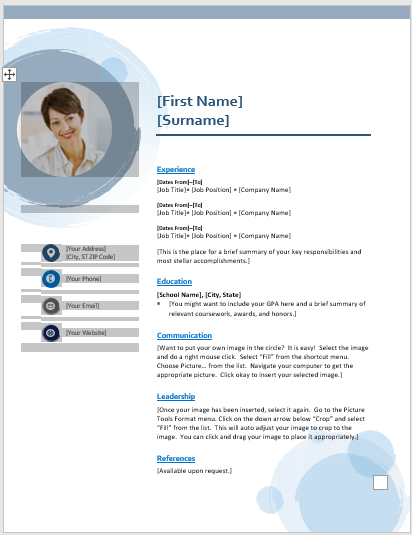 [First Name]
[Surname]
[Your Address]
[City, ST ZIP Code]
[Your Phone]
[Your Email]
[Your Website]
Experience
[Dates From]–[To]
[Job Title]• [Job Position] • [Company Name]
[Dates From]–[To]
[Job Title]• [Job Position] • [Company Name]
[Dates From]–[To]
[Job Title]• [Job Position] • [Company Name]
[This is the place for a brief summary of your key responsibilities and
most stellar accomplishments.]
Education
[School Name], [City, State]
• [You might want to include your GPA here and a brief summary of
relevant coursework, awards, and honors.]
Communication
[Want to put your own image in the circle?  It is easy!  Select the image
and do a right mouse click.  Select “Fill” from the shortcut menu.
Choose Picture… from the list.  Navigate your computer to get the
appropriate picture.  Click okay to insert your selected image.]
Leadership
[Once your image has been inserted, select it again.  Go to the Picture
Tools Format menu. Click on the down arrow below “Crop” and select
“Fill” from the list.  This will auto adjust your image to crop to the
image.  You can click and drag your image to place it appropriately.]
References
[Available upon request.]